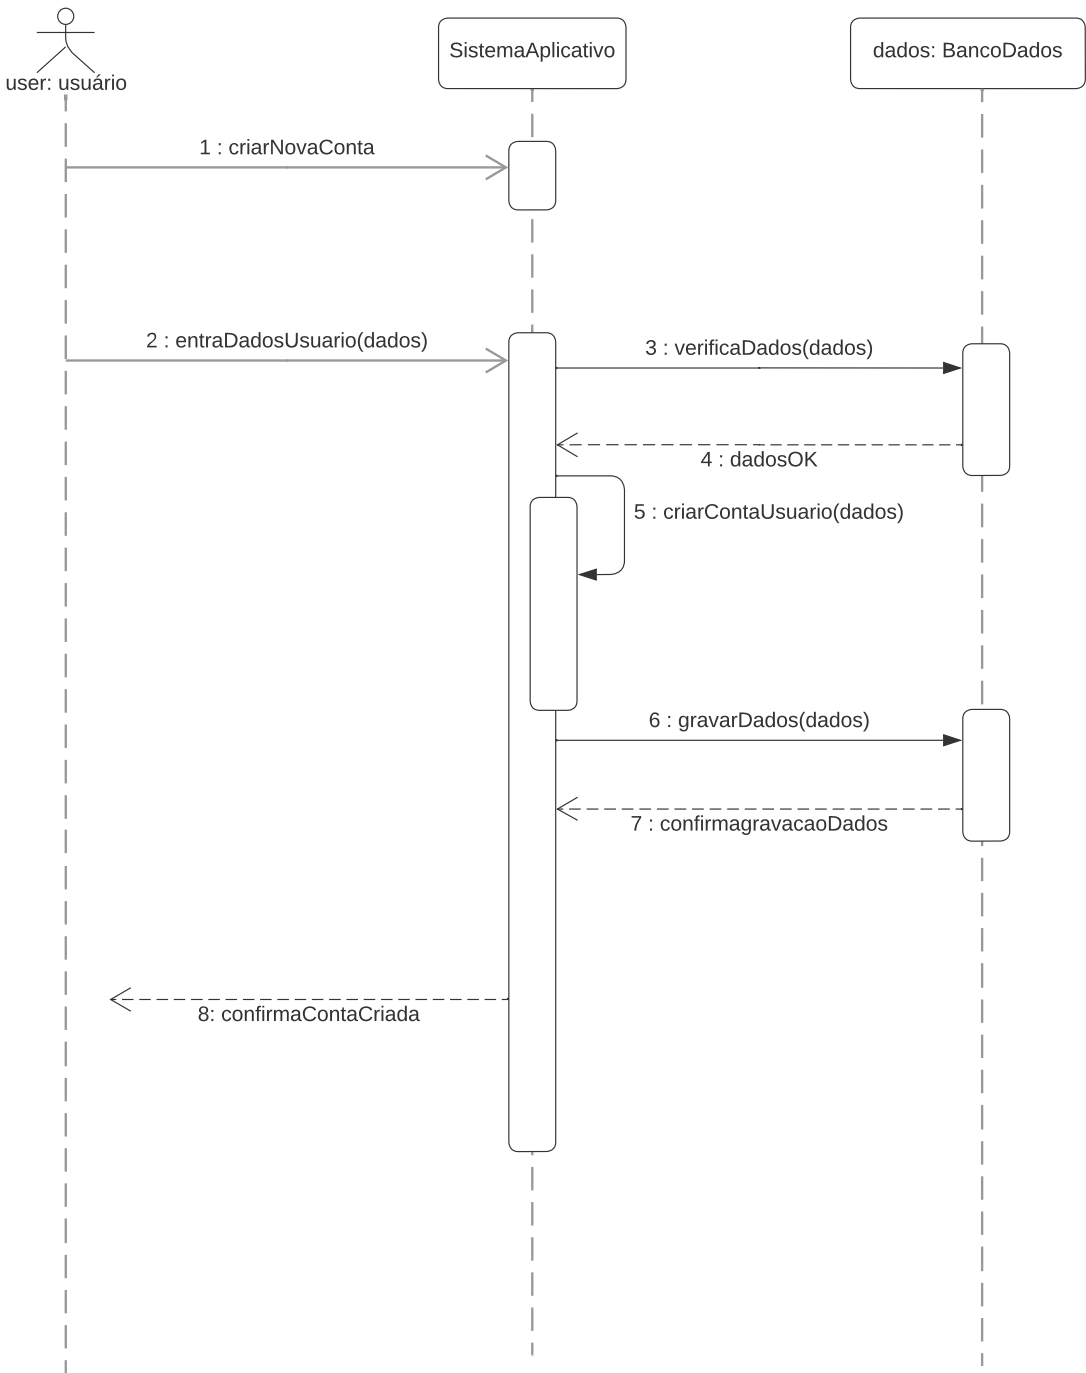 user: usuário
SistemaAplicativo
dados: BancoDados
1 : criarNovaConta
2 : entraDadosUsuario(dados)
3 : verificaDados(dados)
4 : dadosOK
5 : criarContaUsuario(dados)
6 : gravarDados(dados)
7 : confirmagravacaoDados
8: confirmaContaCriada